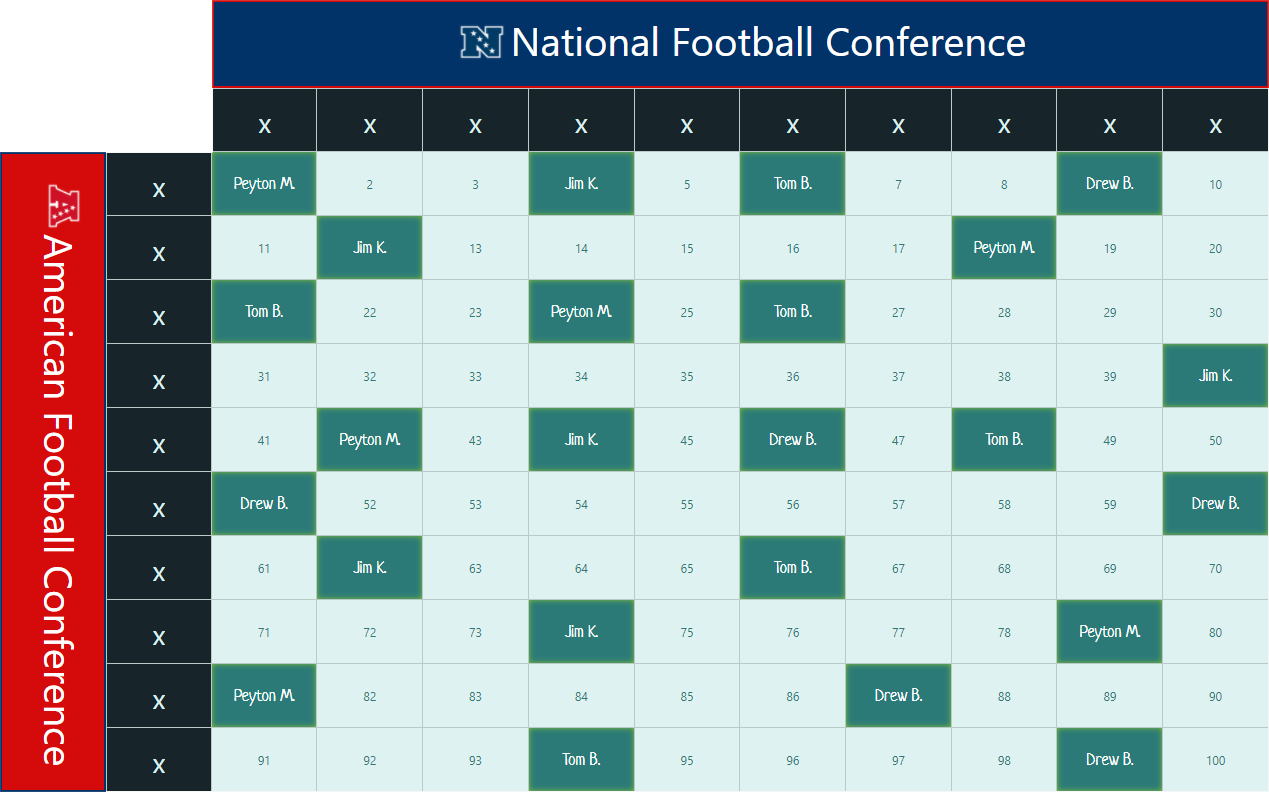 National Football Conference
X X X X X X X X X X
American Football Conference
X Peyton M. 2 3 Jim K. 5 Tom B. 7 8 Drew B. 10
X 11 Jim K. 13 14 15 16 17 Peyton M. 19 20
X Tom B. 22 23 Peyton M. 25 Tom B. 27 28 29 30
X 31 32 33 34 35 36 37 38 39 Jim K.
X 41 Peyton M. 43 Jim K. 45 Drew B. 47 Tom B. 49 50
X Drew B. 52 53 54 55 56 57 58 59 Drew B.
X 61 Jim K. 63 64 65 Tom B. 67 68 69 70
X 71 72 73 Jim K. 75 76 77 78 Peyton M. 80
X Peyton M. 82 83 84 85 86 Drew B. 88 89 90
X 91 92 93 Tom B. 95 96 97 98 Drew B. 100